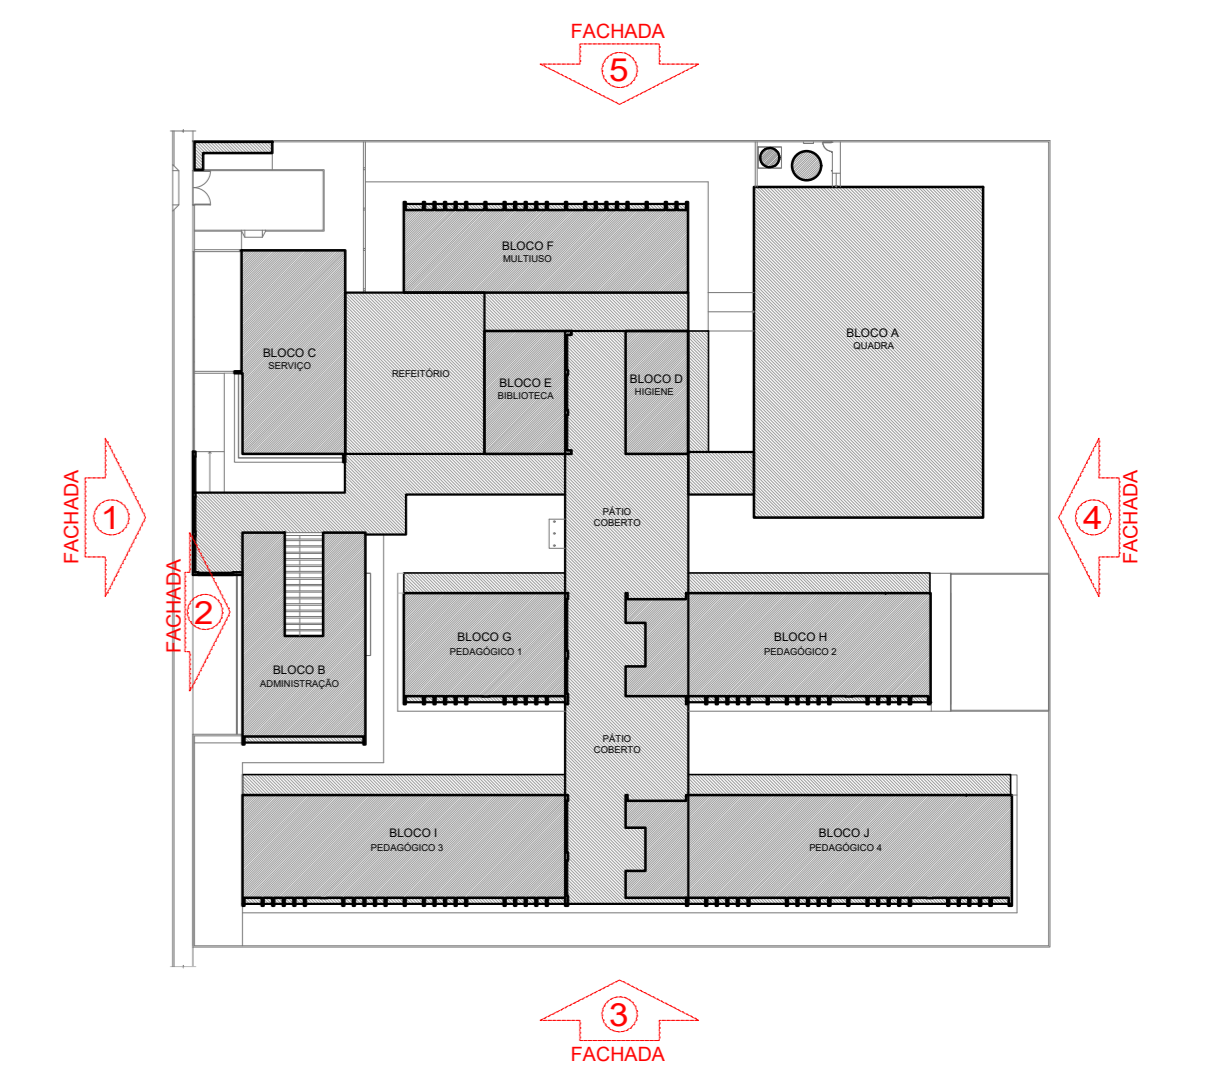 FACHADA
5
BLOCO F
MULTIUSO
BLOCO A
QUADRA
BLOCO C
SERVIÇO
REFEITÓRIO
BLOCO E
BIBLIOTECA
BLOCO D
HIGIENE
FACHADA
1
PÁTIO
COBERTO
4
FACHADA
FACHADA
2
BLOCO B
ADMINISTRAÇÃO
BLOCO G
PEDAGÓGICO 1
BLOCO H
PEDAGÓGICO 2
PÁTIO
COBERTO
BLOCO I
PEDAGÓGICO 3
BLOCO J
PEDAGÓGICO 4
3
FACHADA